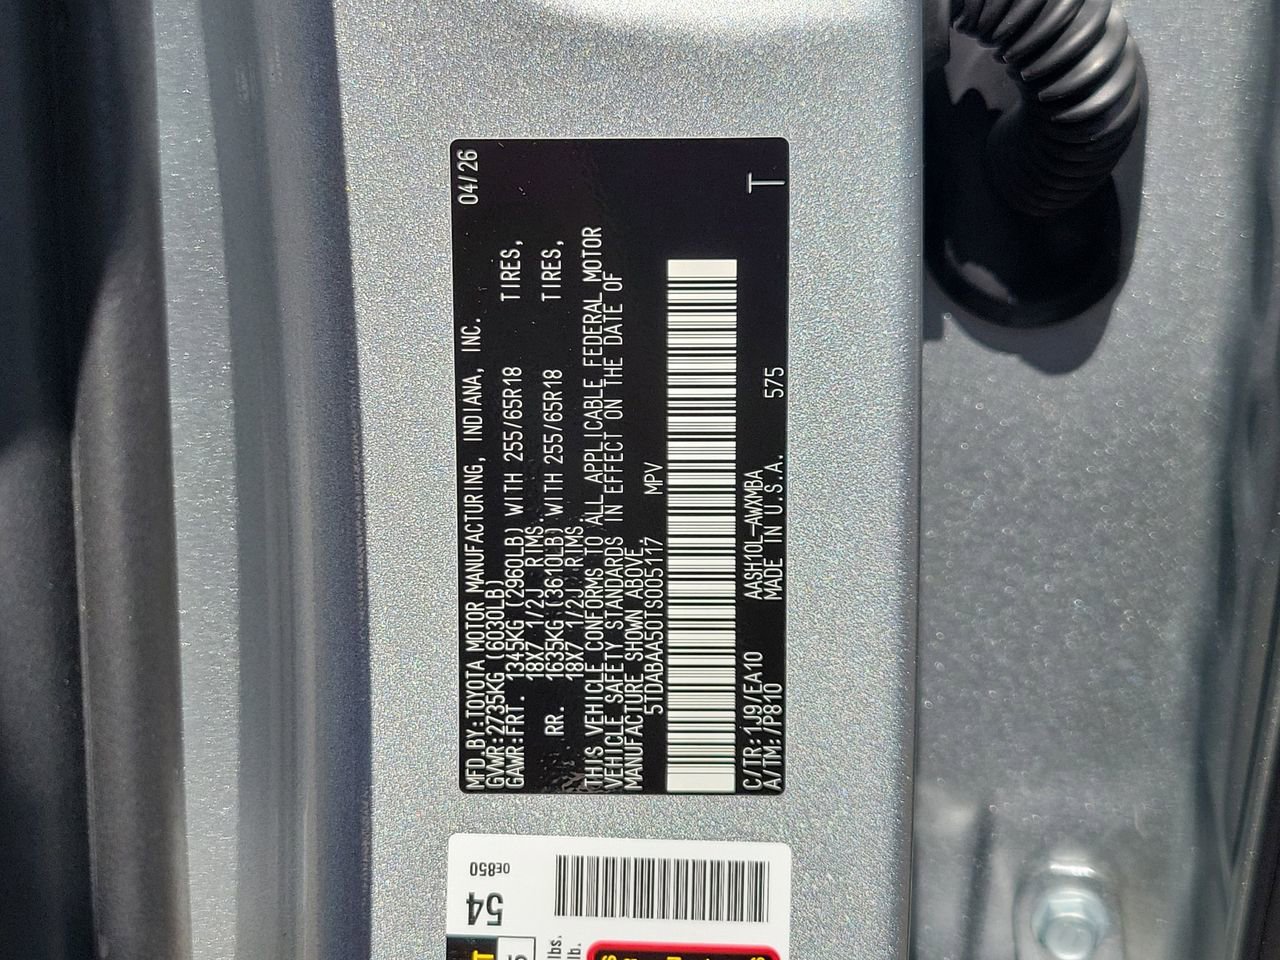 MFD.BY:TOYOTA MOTOR MANUFACTURING, INDIANA, INC. 04/26
GVWR:2735KG (6030LB)
GAWR:FRT. 1345KG (2960LB) WITH 255/65R18 TIRES,
18X7 1/2J RIMS.
RR. 1635KG (3610LB) WITH 255/65R18 TIRES,
18X7 1/2J RIMS.
THIS VEHICLE CONFORMS TO ALL APPLICABLE FEDERAL MOTOR
VEHICLE SAFETY STANDARDS IN EFFECT ON THE DATE OF
MANUFACTURE SHOWN ABOVE.
5TDABAA50TS005117 MPV
C/TR:1J9/EA10 AASH10L-AWXMBA
A/TM:/P810 MADE IN U.S.A. 575 T
54 0E850
lbs.
lb.